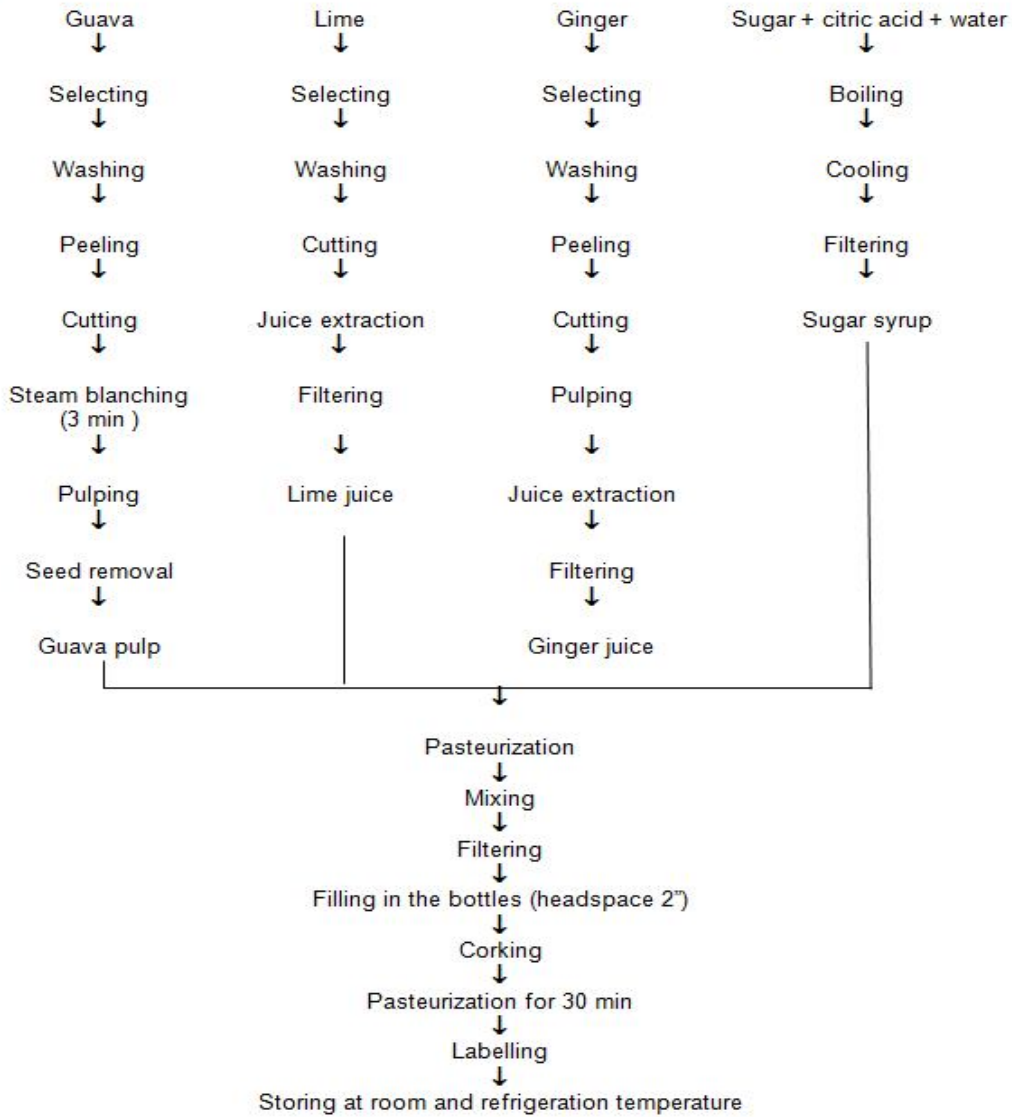 Guava
Lime
Ginger
Sugar + citric acid + water
↓
↓
↓
↓
Selecting
Selecting
Selecting
Boiling
↓
↓
↓
↓
Washing
Washing
Washing
Cooling
↓
↓
↓
↓
Peeling
Cutting
Peeling
Filtering
↓
↓
↓
↓
Cutting
Juice extraction
Cutting
Sugar syrup
↓
↓
↓
Steam blanching
(3 min )
Filtering
Pulping
↓
↓
↓
Pulping
Lime juice
Juice extraction
↓
↓
Seed removal
Filtering
↓
↓
Guava pulp
Ginger juice
↓
Pasteurization
↓
Mixing
↓
Filtering
↓
Filling in the bottles (headspace 2”)
↓
Corking
↓
Pasteurization for 30 min
↓
Labelling
↓
Storing at room and refrigeration temperature